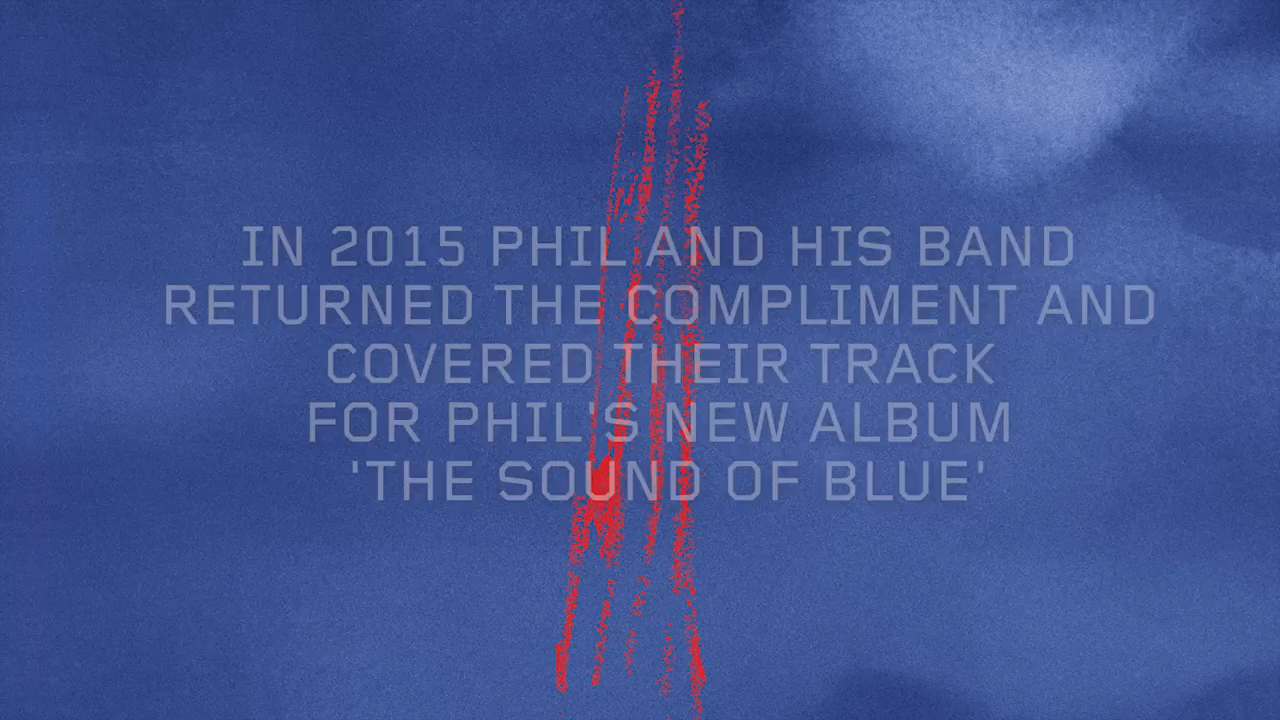 IN 2015 PHIL AND HIS BAND
RETURNED THE COMPLIMENT AND
COVERED THEIR TRACK
FOR PHIL'S NEW ALBUM
'THE SOUND OF BLUE'